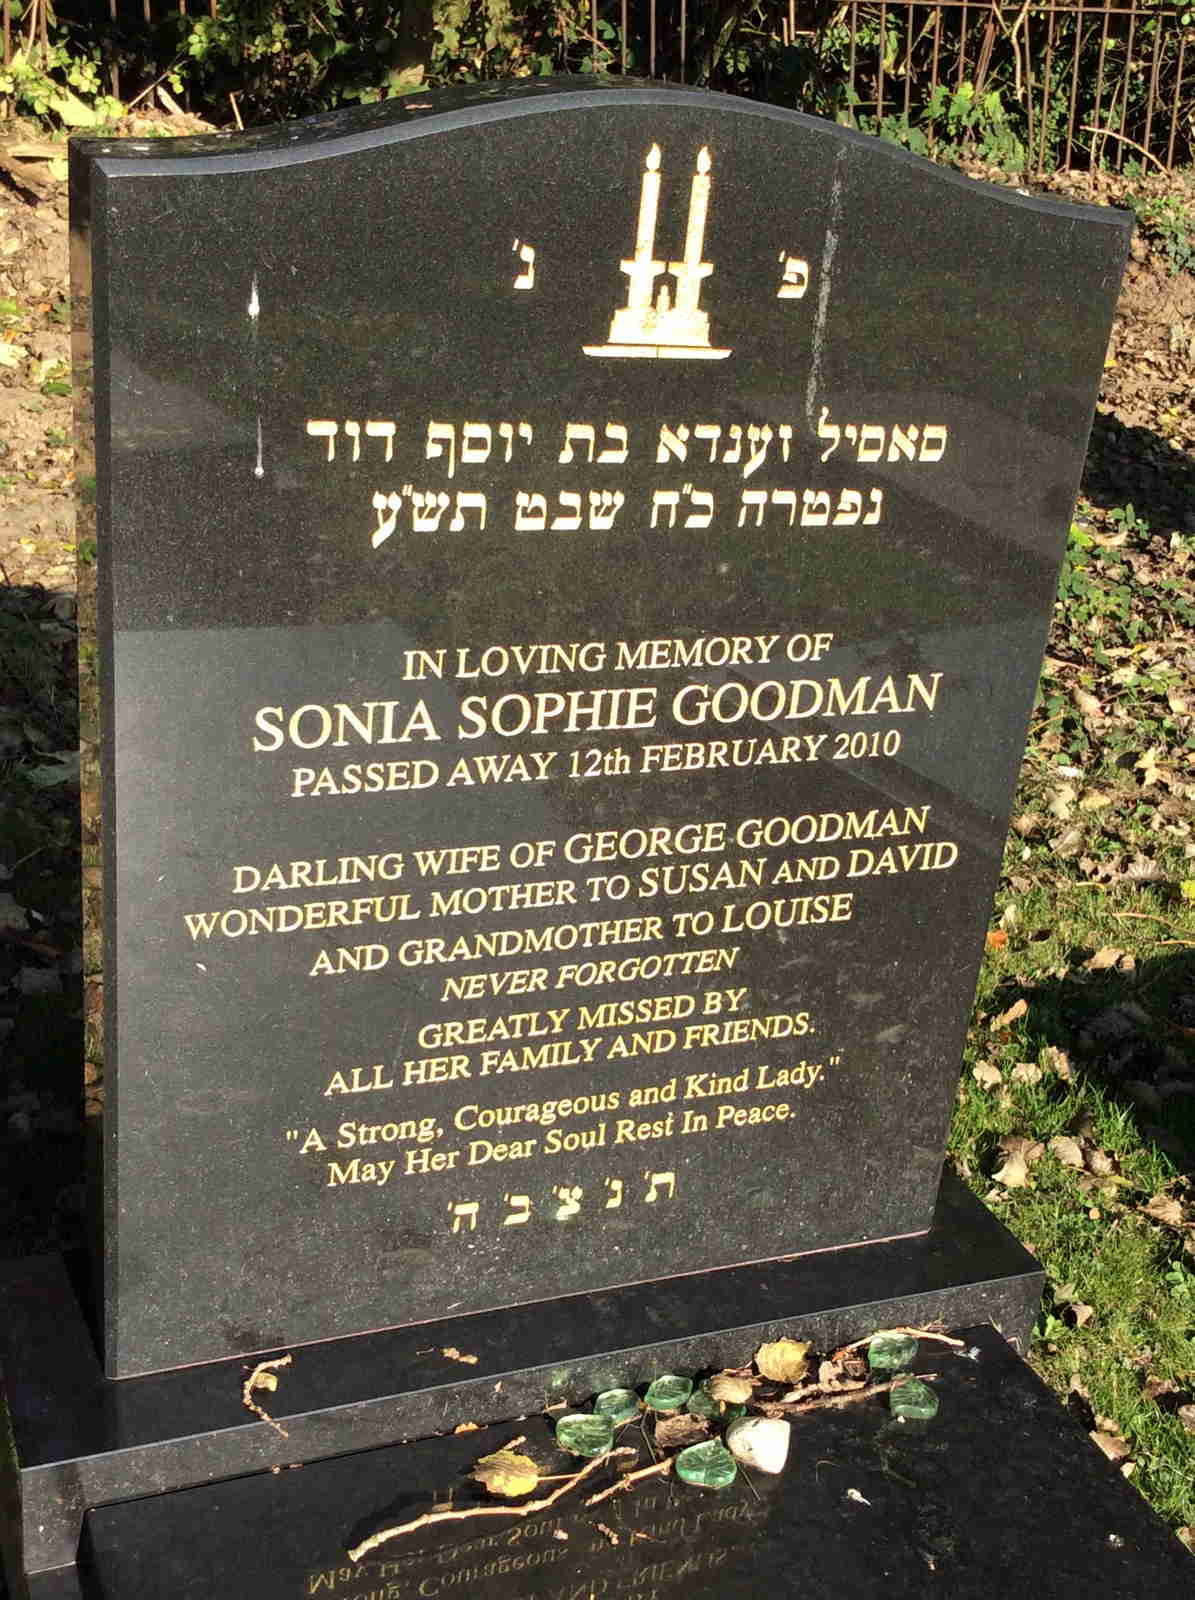 פ' נ'
סאסיל זענדא בת יוסף דוד
נפטרה כ"ח שבט תש"ע
IN LOVING MEMORY OF
SONIA SOPHIE GOODMAN
PASSED AWAY 12th FEBRUARY 2010
DARLING WIFE OF GEORGE GOODMAN
WONDERFUL MOTHER TO SUSAN AND DAVID
AND GRANDMOTHER TO LOUISE
NEVER FORGOTTEN
GREATLY MISSED BY
ALL HER FAMILY AND FRIENDS.
"A Strong, Courageous and Kind Lady."
May Her Dear Soul Rest In Peace.
ת' נ' צ' ב' ה'